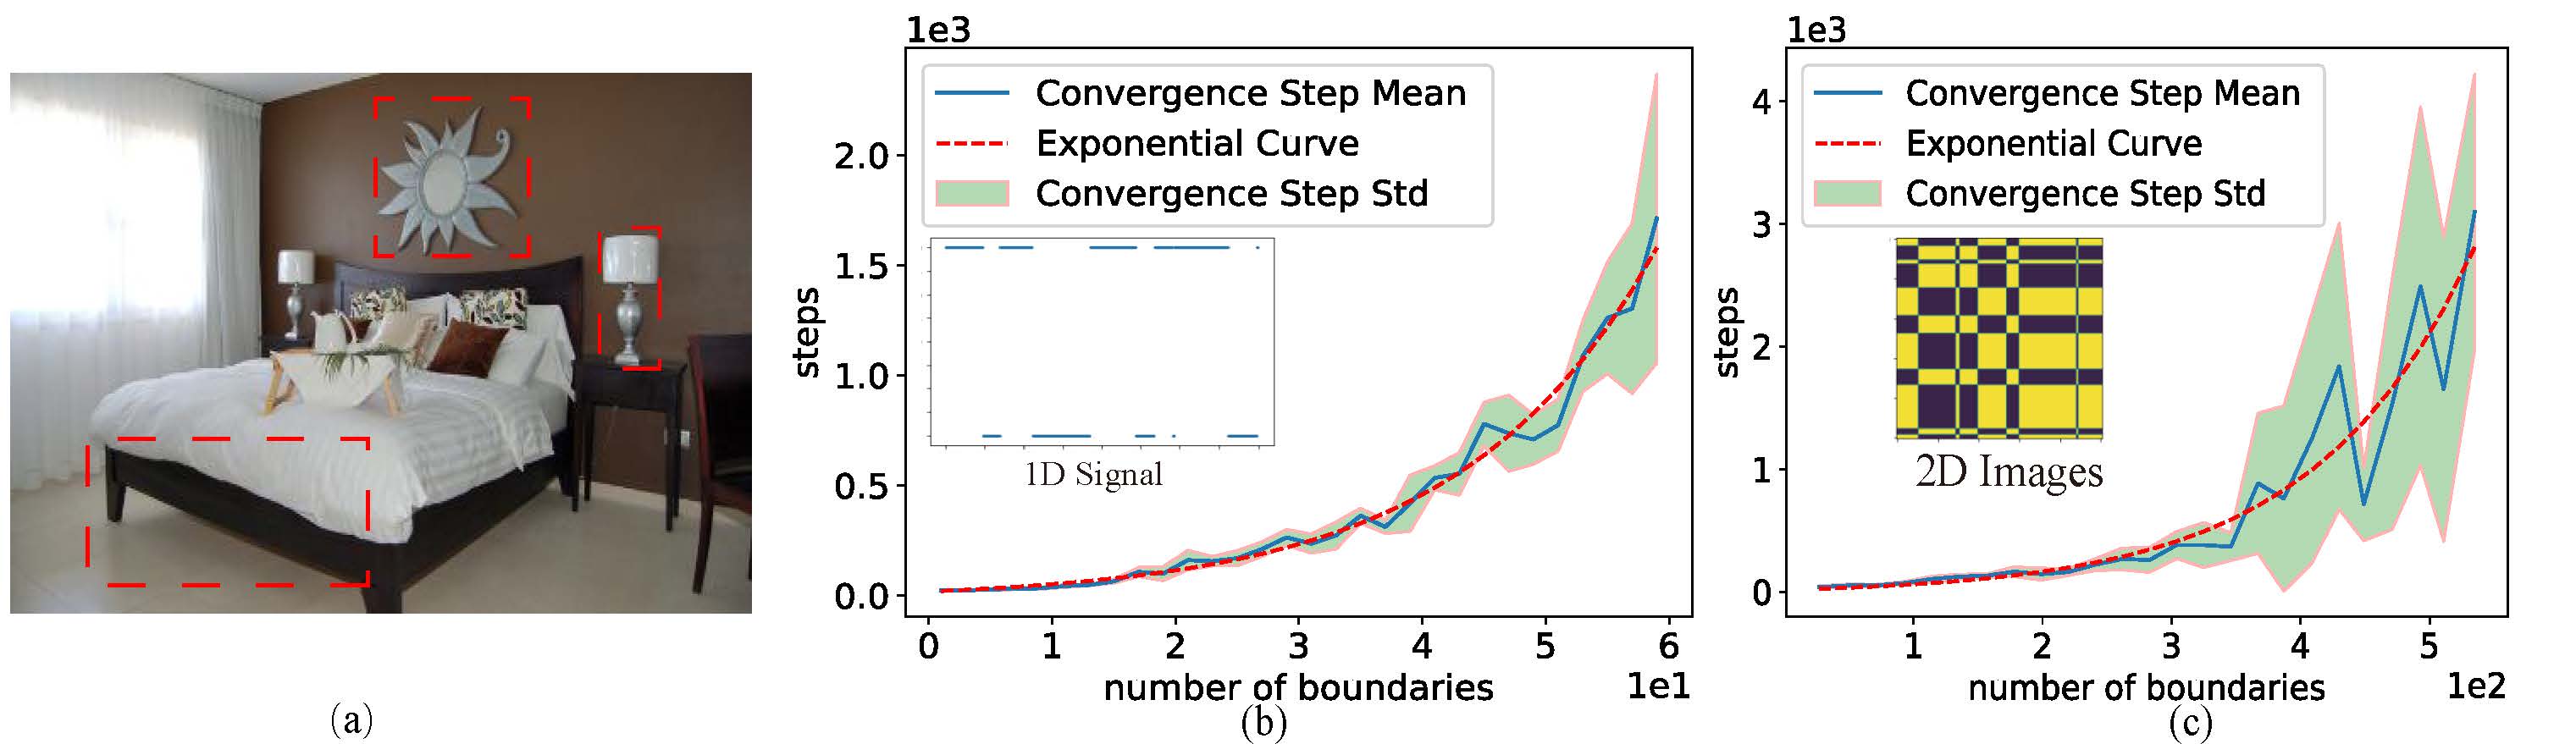 1e3
Convergence Step Mean
Exponential Curve
Convergence Step Std
2.0
1.5
1.0
0.5
0.0
steps
1D Signal
0 1 2 3 4 5 6
number of boundaries 1e1
1e3
Convergence Step Mean
Exponential Curve
Convergence Step Std
4
3
2
1
0
steps
2D Images
1 2 3 4 5
number of boundaries 1e2
(a) (b) (c)